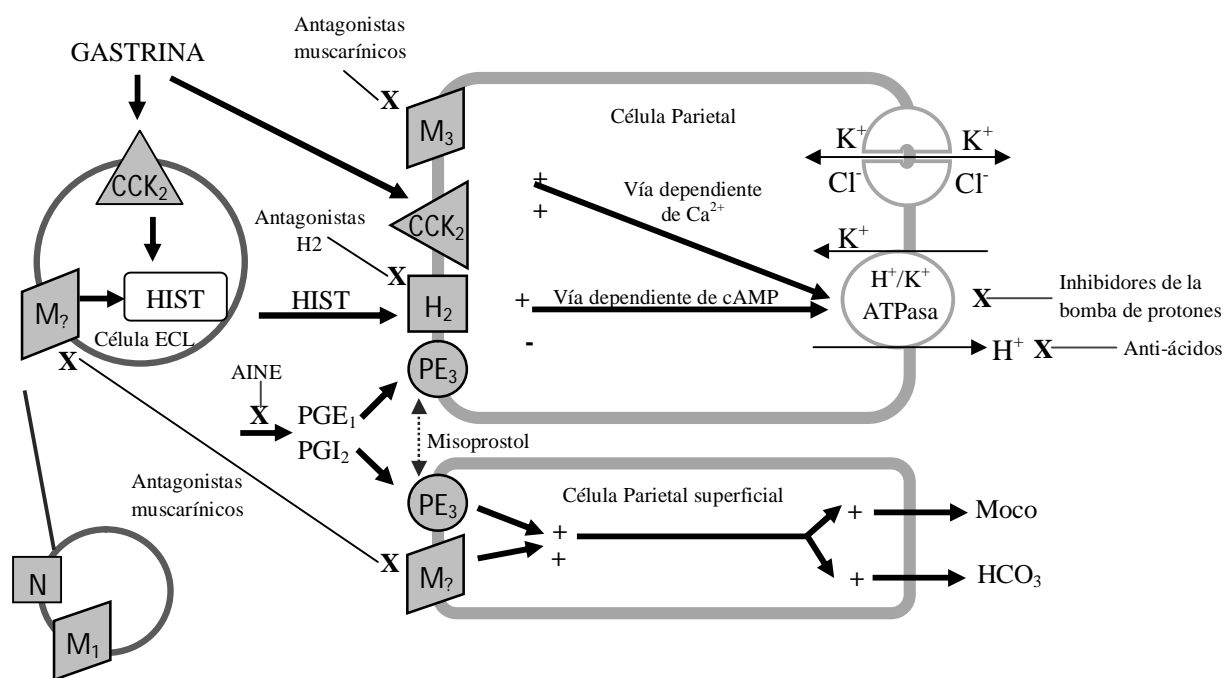 Antagonistas
muscarínicos
GASTRINA
X
M3
Célula Parietal
K+ K+
Cl- Cl-
CCK2
CCK2
+
+
Vía dependiente
de Ca2+
Antagonistas
H2
X
K+
H+/K+
ATPasa
X
Inhibidores de la
bomba de protones
M?
HIST
Célula ECL
X
HIST
H2
+
Vía dependiente de cAMP
-
H+ X
Anti-ácidos
PE3
AINE
X
PGE1
PGI2
Misoprostol
Antagonistas
muscarínicos
X
Célula Parietal superficial
PE3
M?
+
+
+
Moco
+
HCO3
N
M1